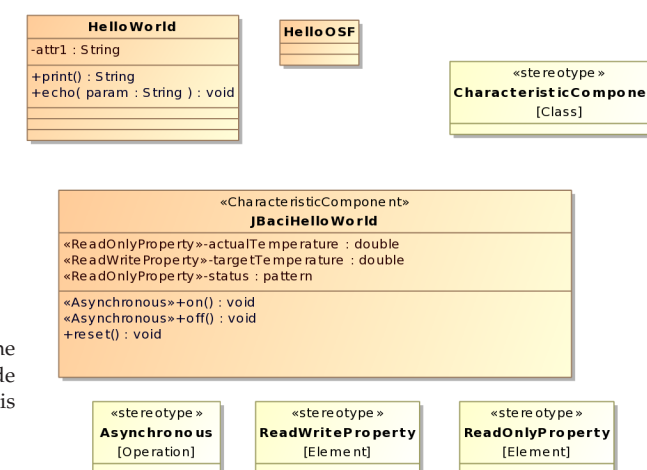 HelloWorld
-attr1 : String
+print() : String
+echo( param : String ) : void
HelloOSF
«stereotype»
CharacteristicCompone
[Class]
«CharacteristicComponent»
JBaciHelloWorld
«ReadOnlyProperty»-actualTemperature : double
«ReadWriteProperty»-targetTemperature : double
«ReadOnlyProperty»-status : pattern
«Asynchronous»+on() : void
«Asynchronous»+off() : void
+reset() : void
is
«stereotype»
Asynchronous
[Operation]
«stereotype»
ReadWriteProperty
[Element]
«stereotype»
ReadOnlyProperty
[Element]